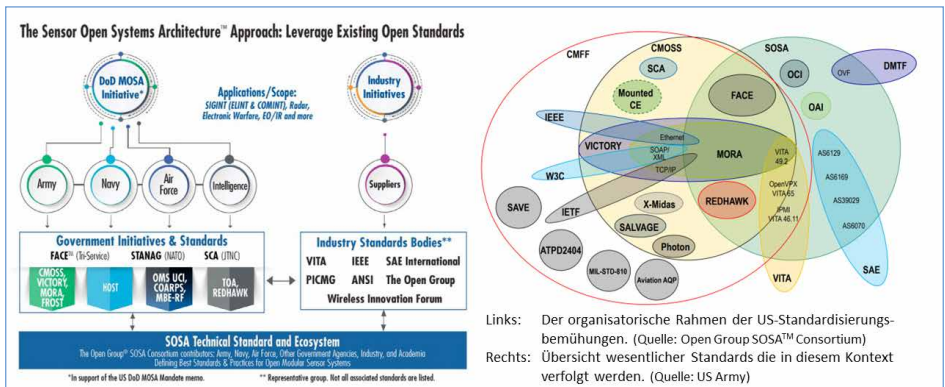 The Sensor Open Systems Architecture™ Approach: Leverage Existing Open Standards
DoD MOSA
Initiative*
Industry
Initiatives
Applications/Scope:
SIGINT (ELINT & COMINT), Radar,
Electronic Warfare, EO/IR and more
Army
Navy
Air
Force
Intelligence
Suppliers
Government Initiatives & Standards
FACE™ (Tri-Service) STANAG (NATO) SCA (JTNC)
CMOSS,
VICTORY,
MORA,
FROST
HOST
OMS UCI,
COARPS,
MBE-RF
TOA,
REDHAWK
Industry Standards Bodies**
VITA IEEE SAE International
PICMG ANSI The Open Group
Wireless Innovation Forum
SOSA Technical Standard and Ecosystem
The Open Group® SOSA Consortium contributors: Army, Navy, Air Force, Other Government Agencies, Industry, and Academia
Defining Best Standards & Practices for Open Modular Sensor Systems
*In support of the US DoD MOSA Mandate memo.
** Representative group. Not all associated standards are listed.
CMFF
CMOSS
SOSA
SCA
OCI
OVF
DMTF
Mounted
CE
FACE
OAI
IEEE
Ethernet
VICTORY
SOAP/
XML
MORA
VITA
49.2
AS6129
W3C
TCP/IP
AS6169
OpenVPX
VITA 65
SAVE
IETF
X-Midas
REDHAWK
AS39029
IPMI
VITA 46.11
SALVAGE
AS6070
ATPD2404
Photon
MIL-STD-810
Aviation AQP
VITA
SAE
Links: Der organisatorische Rahmen der US-Standardisierungs-
bemühungen. (Quelle: Open Group SOSA™ Consortium)
Rechts: Übersicht wesentlicher Standards die in diesem Kontext
verfolgt werden. (Quelle: US Army)